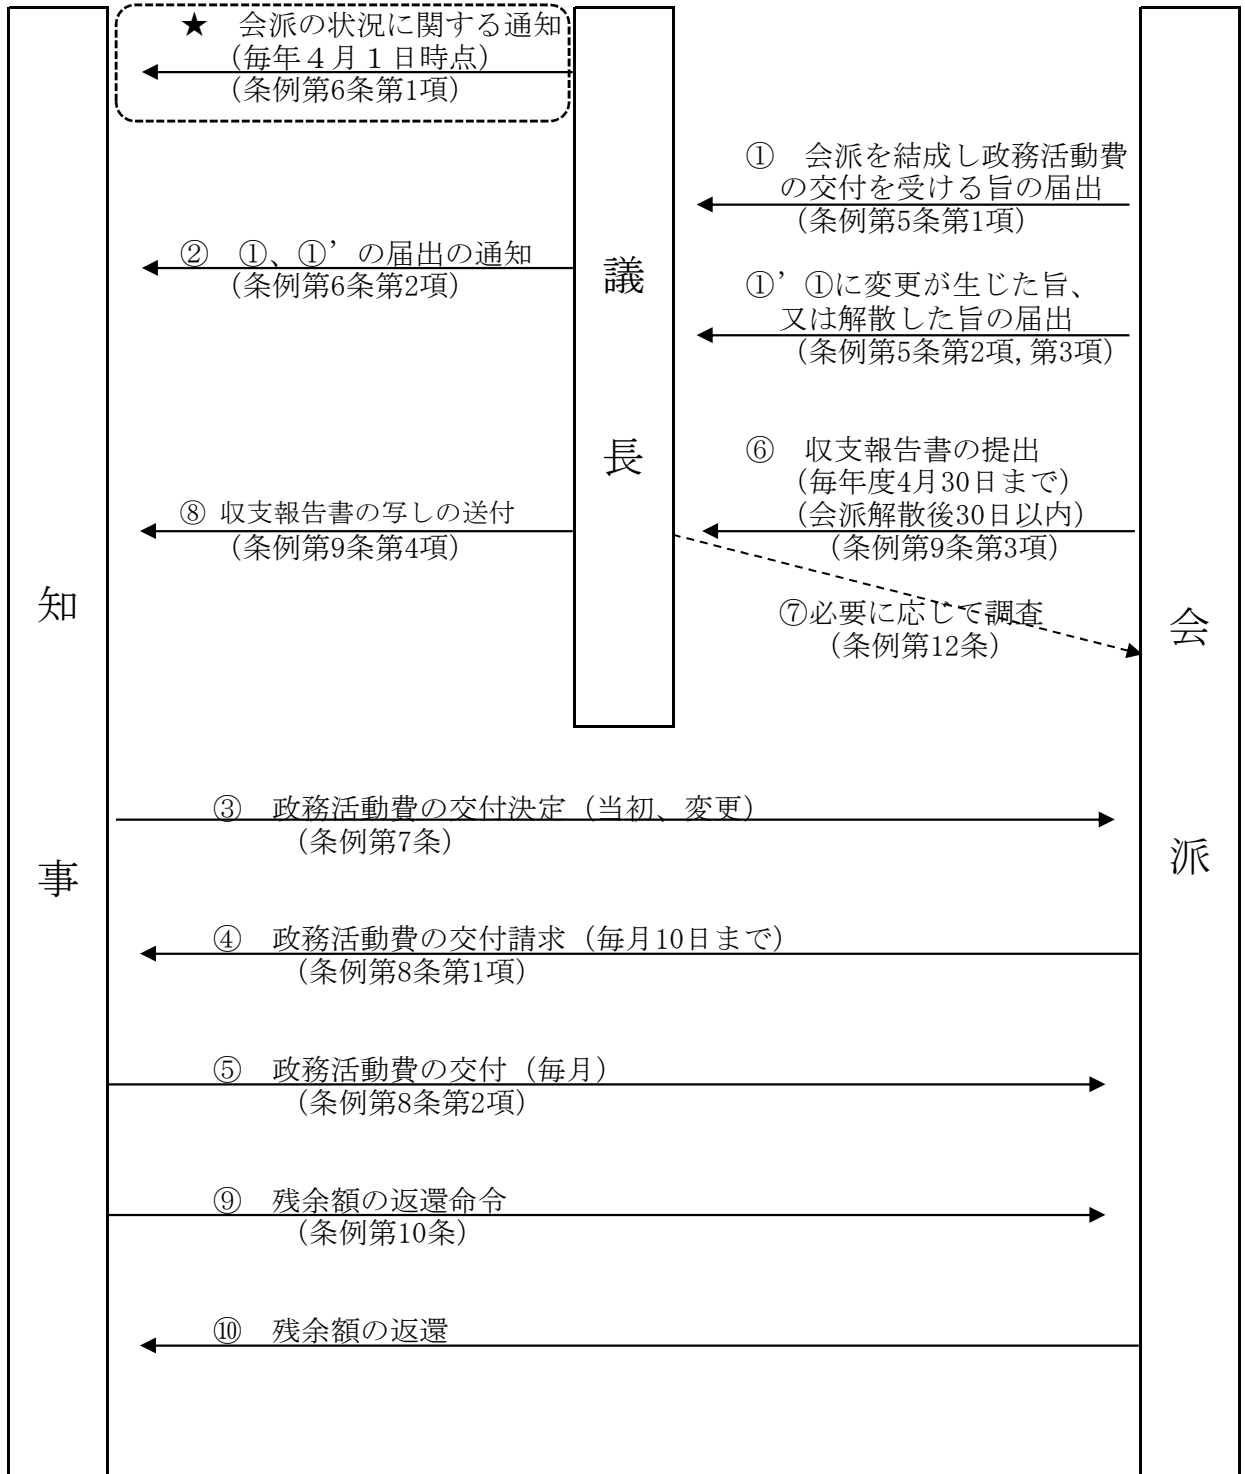 ★　会派の状況に関する通知
（毎年４月１日時点）
（条例第6条第1項）
①　会派を結成し政務活動費
の交付を受ける旨の届出
（条例第5条第1項）
②　①、①’の届出の通知
（条例第6条第2項）
①’①に変更が生じた旨、
又は解散した旨の届出
（条例第5条第2項,第3項）
議長
⑥　収支報告書の提出
（毎年度4月30日まで）
（会派解散後30日以内）
（条例第9条第3項）
⑧ 収支報告書の写しの送付
（条例第9条第4項）
⑦必要に応じて調査
（条例第12条）
知事
会派
③　政務活動費の交付決定（当初、変更）
（条例第7条）
④　政務活動費の交付請求（毎月10日まで）
（条例第8条第1項）
⑤　政務活動費の交付（毎月）
（条例第8条第2項）
⑨　残余額の返還命令
（条例第10条）
⑩　残余額の返還